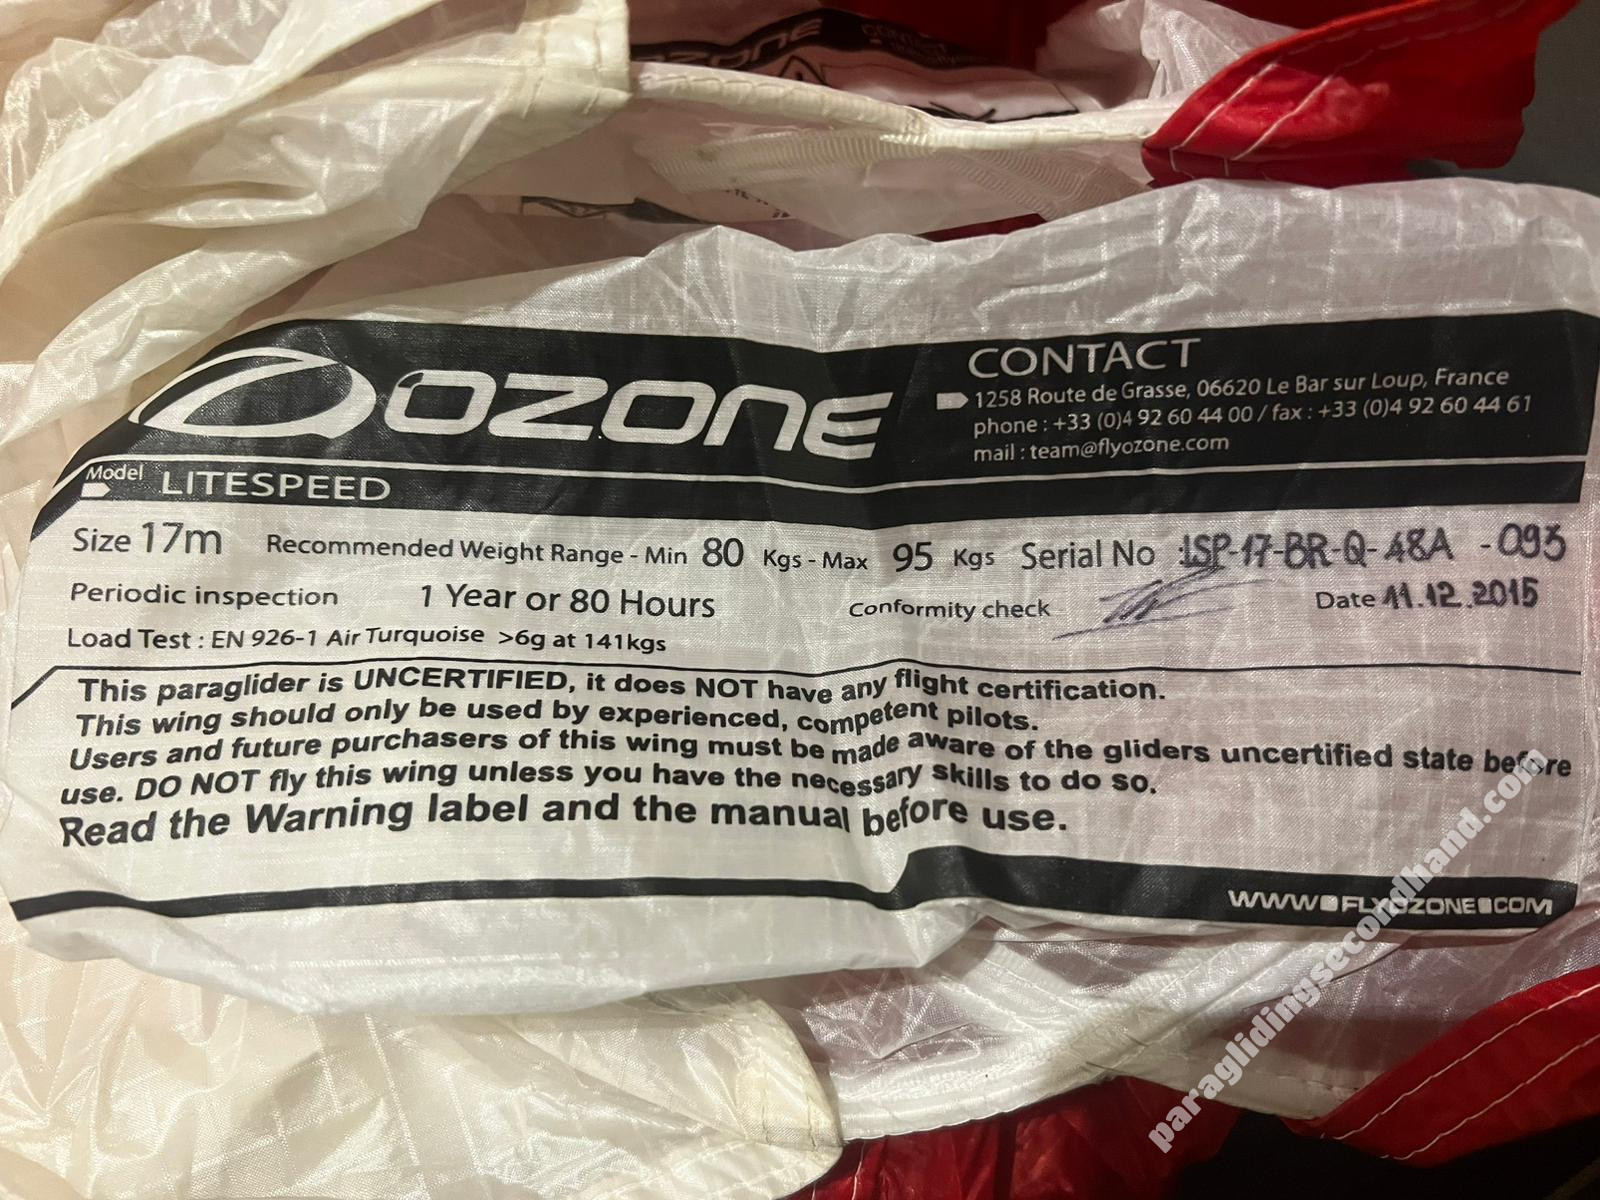 OZONE
CONTACT
OZONE
CONTACT
1258 Route de Grasse, 06620 Le Bar sur Loup, France
phone : +33 (0)4 92 60 44 00 / fax : +33 (0)4 92 60 44 61
mail : team@flyozone.com
Model LITESPEED
Size 17m Recommended Weight Range - Min 80 Kgs - Max 95 Kgs Serial No : LSP-17-BR-Q-48A -093
Periodic inspection 1 Year or 80 Hours Conformity check Date 11.12.2015
Load Test : EN 926-1 Air Turquoise >6g at 141kgs
This paraglider is UNCERTIFIED, it does NOT have any flight certification.
This wing should only be used by experienced, competent pilots.
Users and future purchasers of this wing must be made aware of the gliders uncertified state before
use. DO NOT fly this wing unless you have the necessary skills to do so.
Read the Warning label and the manual before use.
WWW.FLYOZONE.COM
paraglidingsecondhand.com